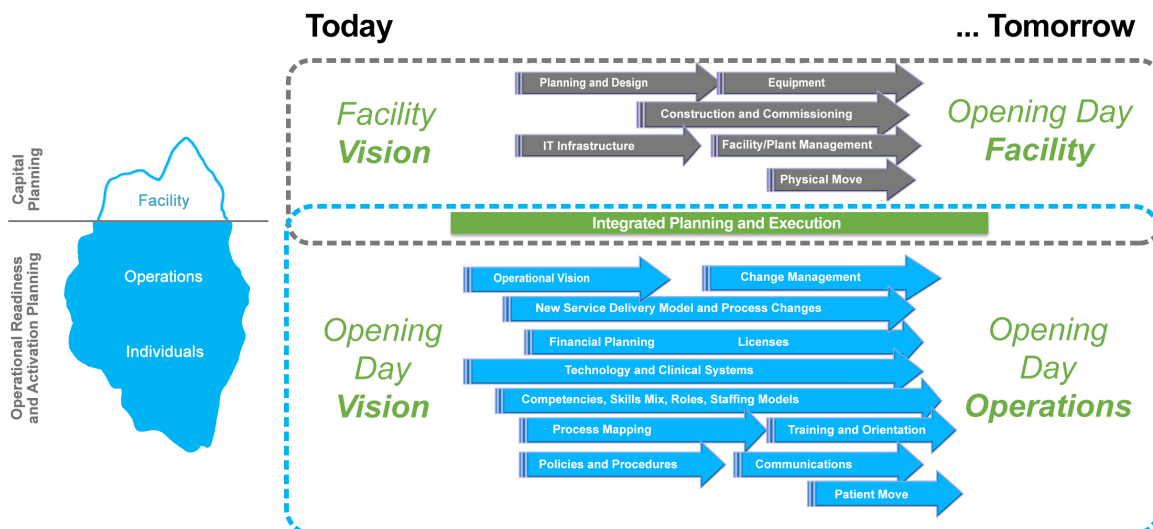 Today
... Tomorrow
Capital
Planning
Facility
Operational Readiness
and Activation Planning
Operations
Individuals
Facility
Vision
Planning and Design
Equipment
Construction and Commissioning
IT Infrastructure
Facility/Plant Management
Physical Move
Opening Day
Facility
Integrated Planning and Execution
Opening
Day
Vision
Operational Vision
Change Management
New Service Delivery Model and Process Changes
Financial Planning
Licenses
Technology and Clinical Systems
Competencies, Skills Mix, Roles, Staffing Models
Process Mapping
Training and Orientation
Policies and Procedures
Communications
Patient Move
Opening
Day
Operations